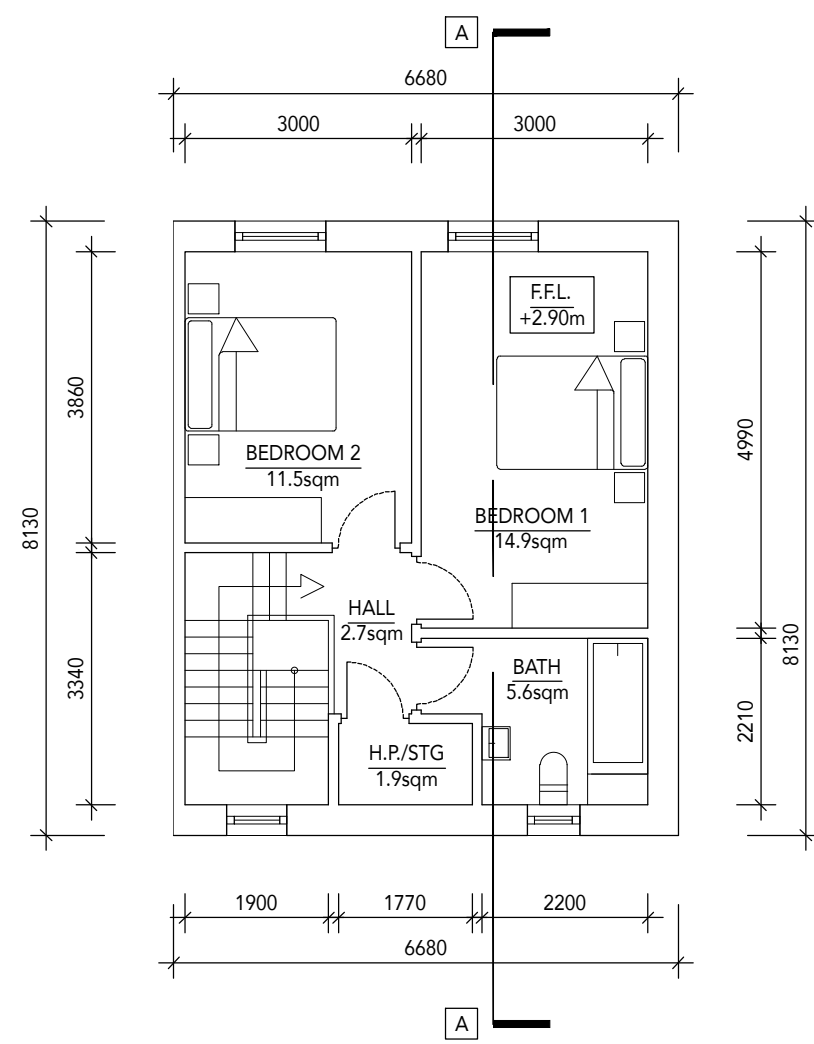 A
6680
3000
3000
F.F.L.
+2.90m
3860
4990
BEDROOM 2
11.5sqm
BEDROOM 1
14.9sqm
8130
HALL
2.7sqm
8130
3340
BATH
5.6sqm
2210
H.P./STG
1.9sqm
1900
1770
2200
6680
A